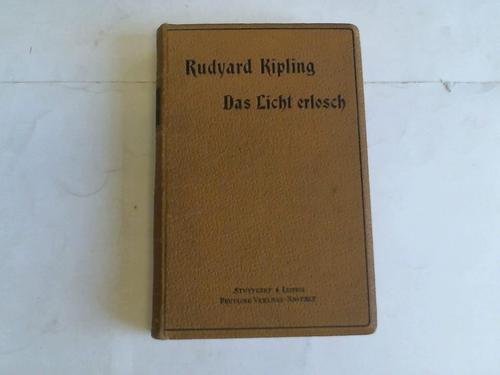 Rudyard Kipling
Das Licht erlosch
Stuttgart & Leipzig
Deutsche Verlags-Anstalt